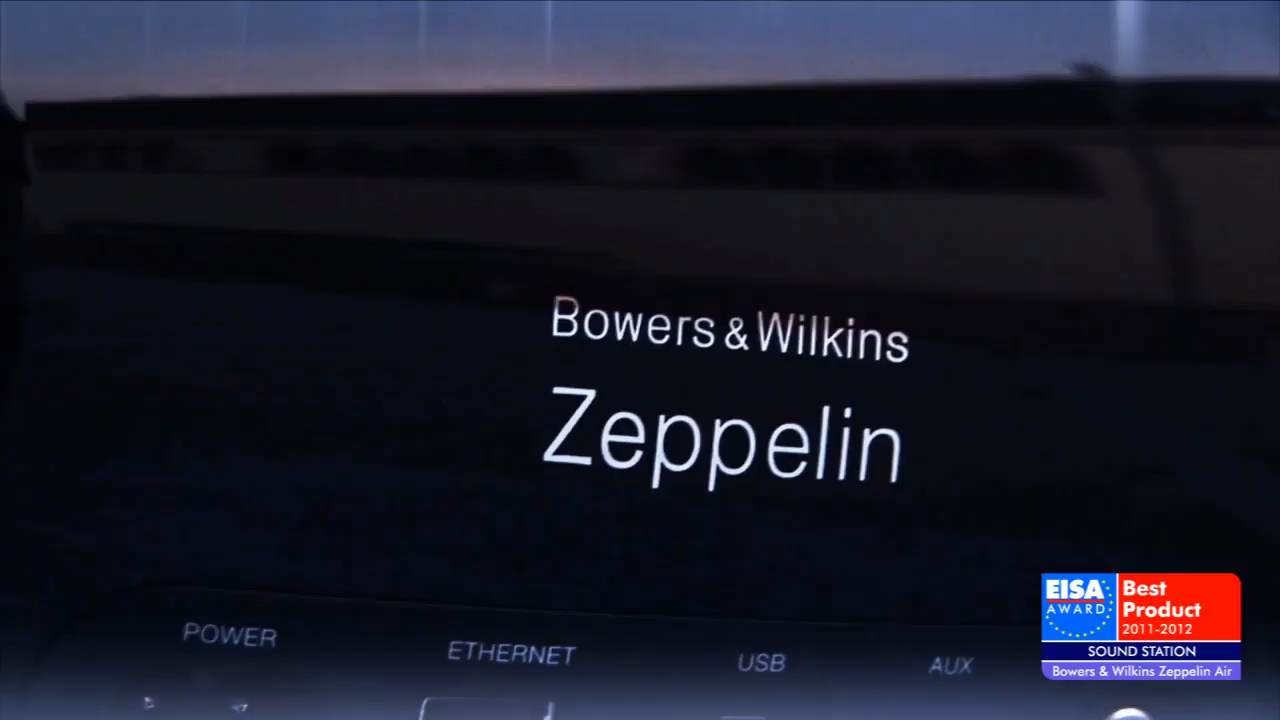 Bowers & Wilkins
Zeppelin
POWER
ETHERNET
USB
AUX
EISA
AWARD
Best
Product
2011-2012
SOUND STATION
Bowers & Wilkins Zeppelin Air